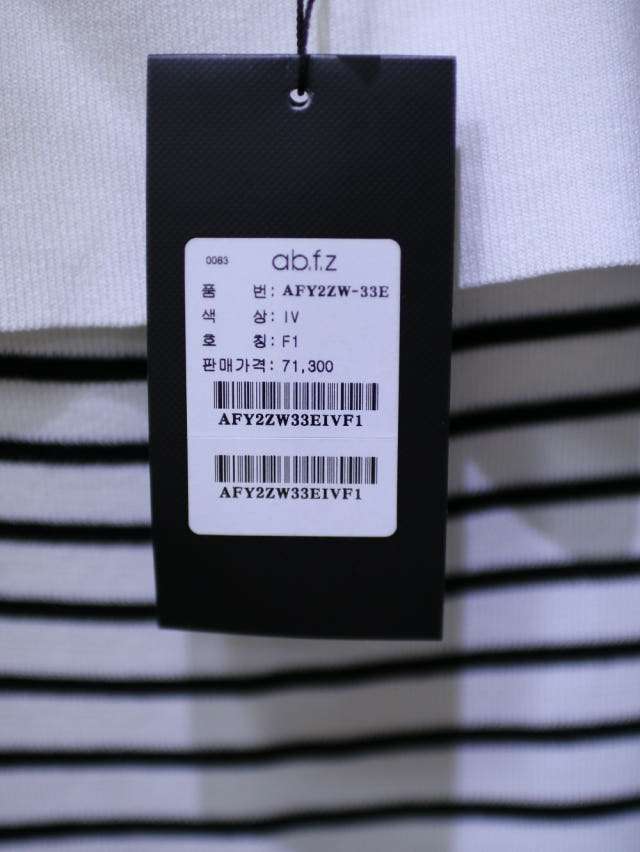 0083 ab.f.z
품 번: AFY2ZW-33E
색 상: IV
호 칭: F1
판매가격: 71,300
AFY2ZW33EIVF1
AFY2ZW33EIVF1